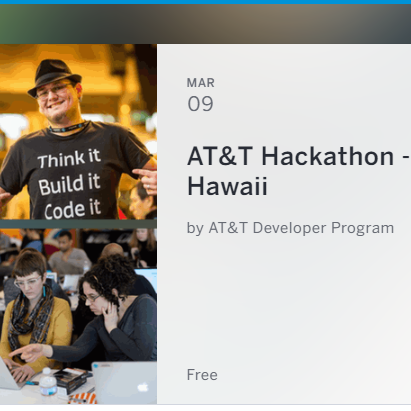 Think it
Build it
Code it
MAR
09
AT&T Hackathon -
Hawaii
by AT&T Developer Program
Free